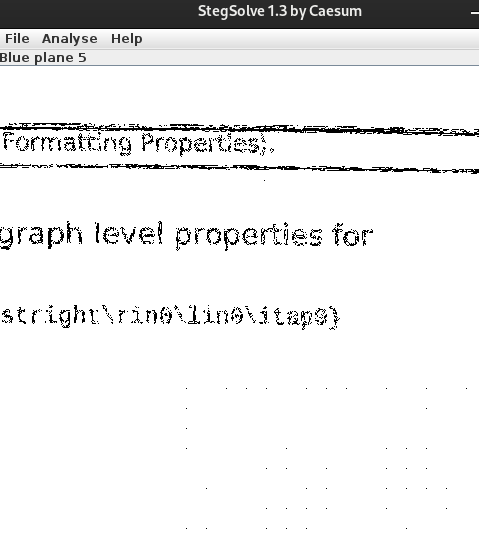 StegSolve 1.3 by Caesum
File Analyse Help
Blue plane 5
Formatting Properties).
graph level properties for
stright\rin0\lin0\itap0}